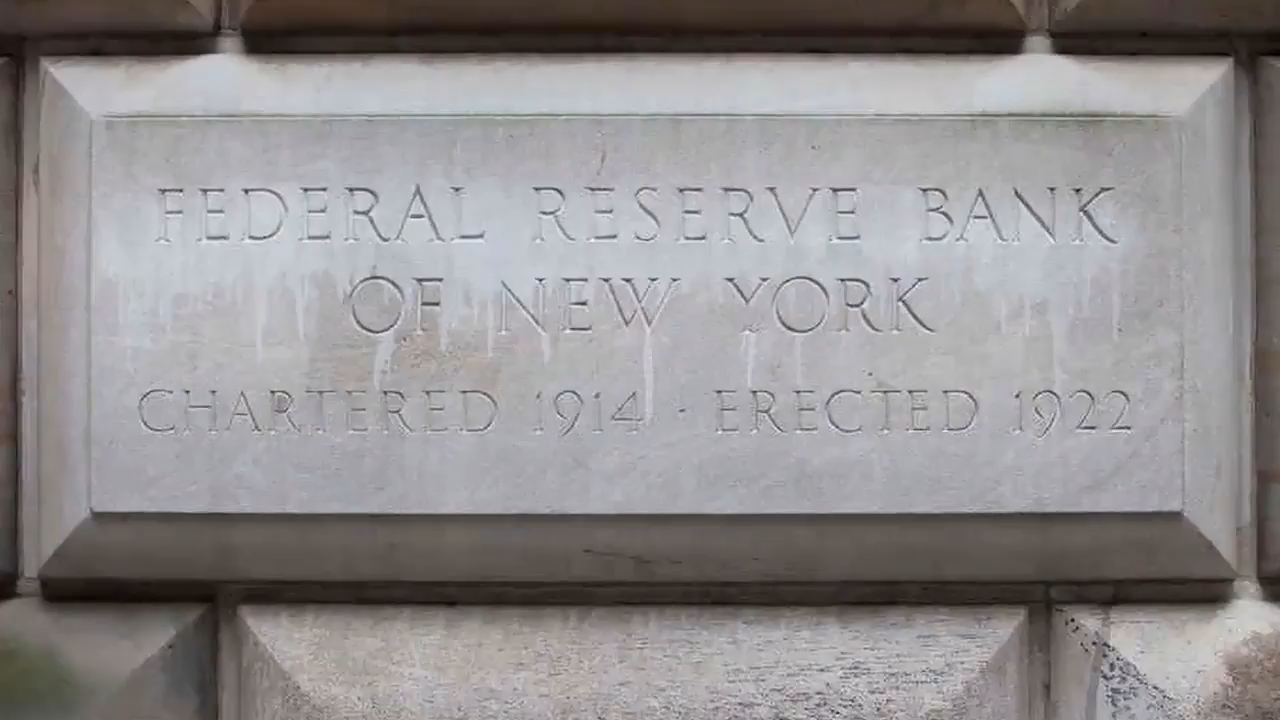 FEDERAL RESERVE BANK
OF NEW YORK
CHARTERED 1914 · ERECTED 1922